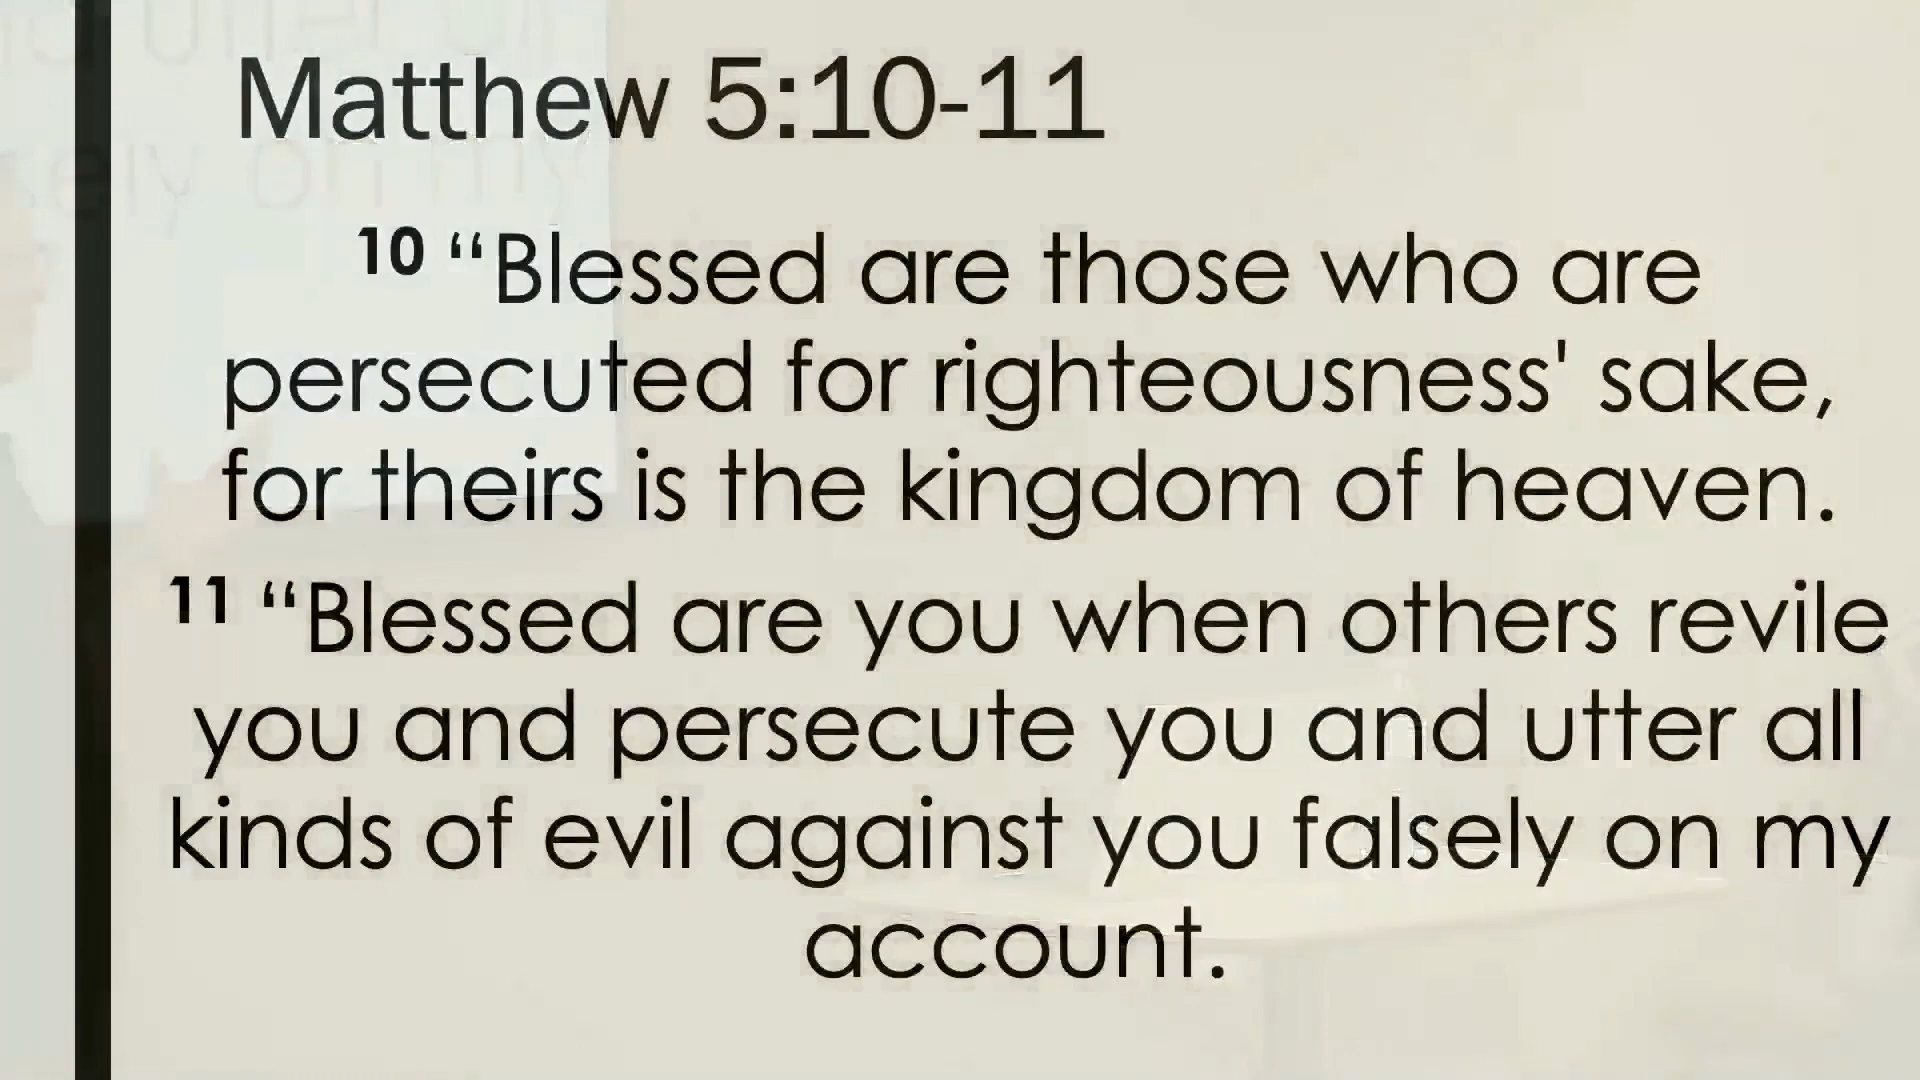 Matthew 5:10-11
10 “Blessed are those who are
persecuted for righteousness' sake,
for theirs is the kingdom of heaven.
11 “Blessed are you when others revile
you and persecute you and utter all
kinds of evil against you falsely on my
account.